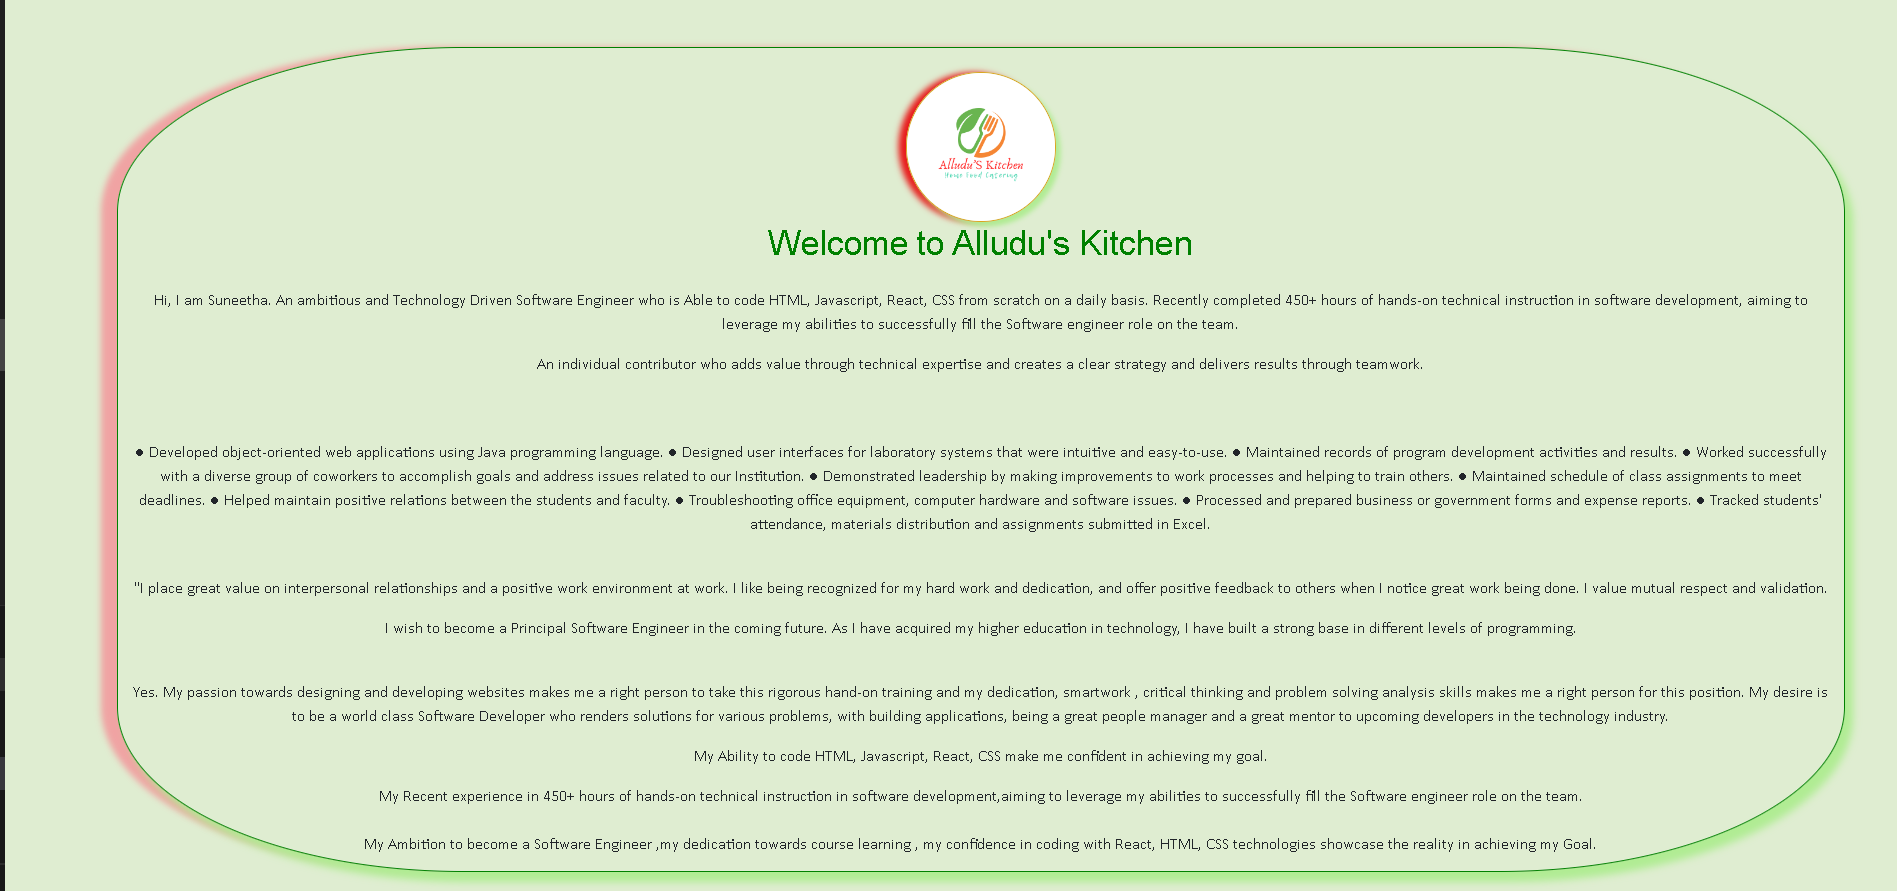 Alludu'S Kitchen
Home Food Catering
Welcome to Alludu's Kitchen
Hi, I am Suneetha. An ambitious and Technology Driven Software Engineer who is Able to code HTML, Javascript, React, CSS from scratch on a daily basis. Recently completed 450+ hours of hands-on technical instruction in software development, aiming to
leverage my abilities to successfully fill the Software engineer role on the team.
An individual contributor who adds value through technical expertise and creates a clear strategy and delivers results through teamwork.
● Developed object-oriented web applications using Java programming language. ● Designed user interfaces for laboratory systems that were intuitive and easy-to-use. ● Maintained records of program development activities and results. ● Worked successfully
with a diverse group of coworkers to accomplish goals and address issues related to our Institution. ● Demonstrated leadership by making improvements to work processes and helping to train others. ● Maintained schedule of class assignments to meet
deadlines. ● Helped maintain positive relations between the students and faculty. ● Troubleshooting office equipment, computer hardware and software issues. ● Processed and prepared business or government forms and expense reports. ● Tracked students'
attendance, materials distribution and assignments submitted in Excel.
"I place great value on interpersonal relationships and a positive work environment at work. I like being recognized for my hard work and dedication, and offer positive feedback to others when I notice great work being done. I value mutual respect and validation.
I wish to become a Principal Software Engineer in the coming future. As I have acquired my higher education in technology, I have built a strong base in different levels of programming.
Yes. My passion towards designing and developing websites makes me a right person to take this rigorous hand-on training and my dedication, smartwork , critical thinking and problem solving analysis skills makes me a right person for this position. My desire is
to be a world class Software Developer who renders solutions for various problems, with building applications, being a great people manager and a great mentor to upcoming developers in the technology industry.
My Ability to code HTML, Javascript, React, CSS make me confident in achieving my goal.
My Recent experience in 450+ hours of hands-on technical instruction in software development,aiming to leverage my abilities to successfully fill the Software engineer role on the team.
My Ambition to become a Software Engineer ,my dedication towards course learning , my confidence in coding with React, HTML, CSS technologies showcase the reality in achieving my Goal.